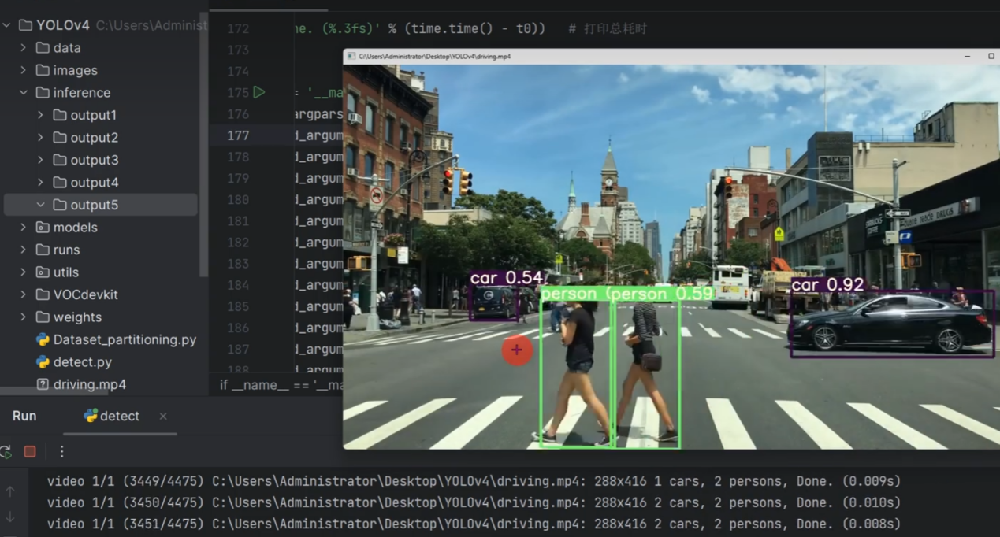 YOLOv4 C:\Users\Administ
data
images
inference
output1
output2
output3
output4
output5
models
runs
utils
VOCdevkit
weights
Dataset_partitioning.py
detect.py
driving.mp4
172 ne. (%.3fs)' % (time.time() - t0)) # 打印总耗时
173
174
175 = '__ma
176 argpars
177 d_argum
178 d_argum
179 d_argum
180 d_argum
181 d_argum
182 d_argum
183 d_argum
184 d_argum
185 d_argum
186 d_argum
187 d_argum
188 d_argum
if __name__ == '__ma
C:\Users\Administrator\Desktop\YOLOv4\driving.mp4
car 0.54
person (person 0.59
car 0.92
DRUGS
COFFEE
P
Run detect
video 1/1 (3449/4475) C:\Users\Administrator\Desktop\YOLOv4\driving.mp4: 288x416 1 cars, 2 persons, Done. (0.009s)
video 1/1 (3450/4475) C:\Users\Administrator\Desktop\YOLOv4\driving.mp4: 288x416 2 cars, 2 persons, Done. (0.010s)
video 1/1 (3451/4475) C:\Users\Administrator\Desktop\YOLOv4\driving.mp4: 288x416 2 cars, 2 persons, Done. (0.008s)